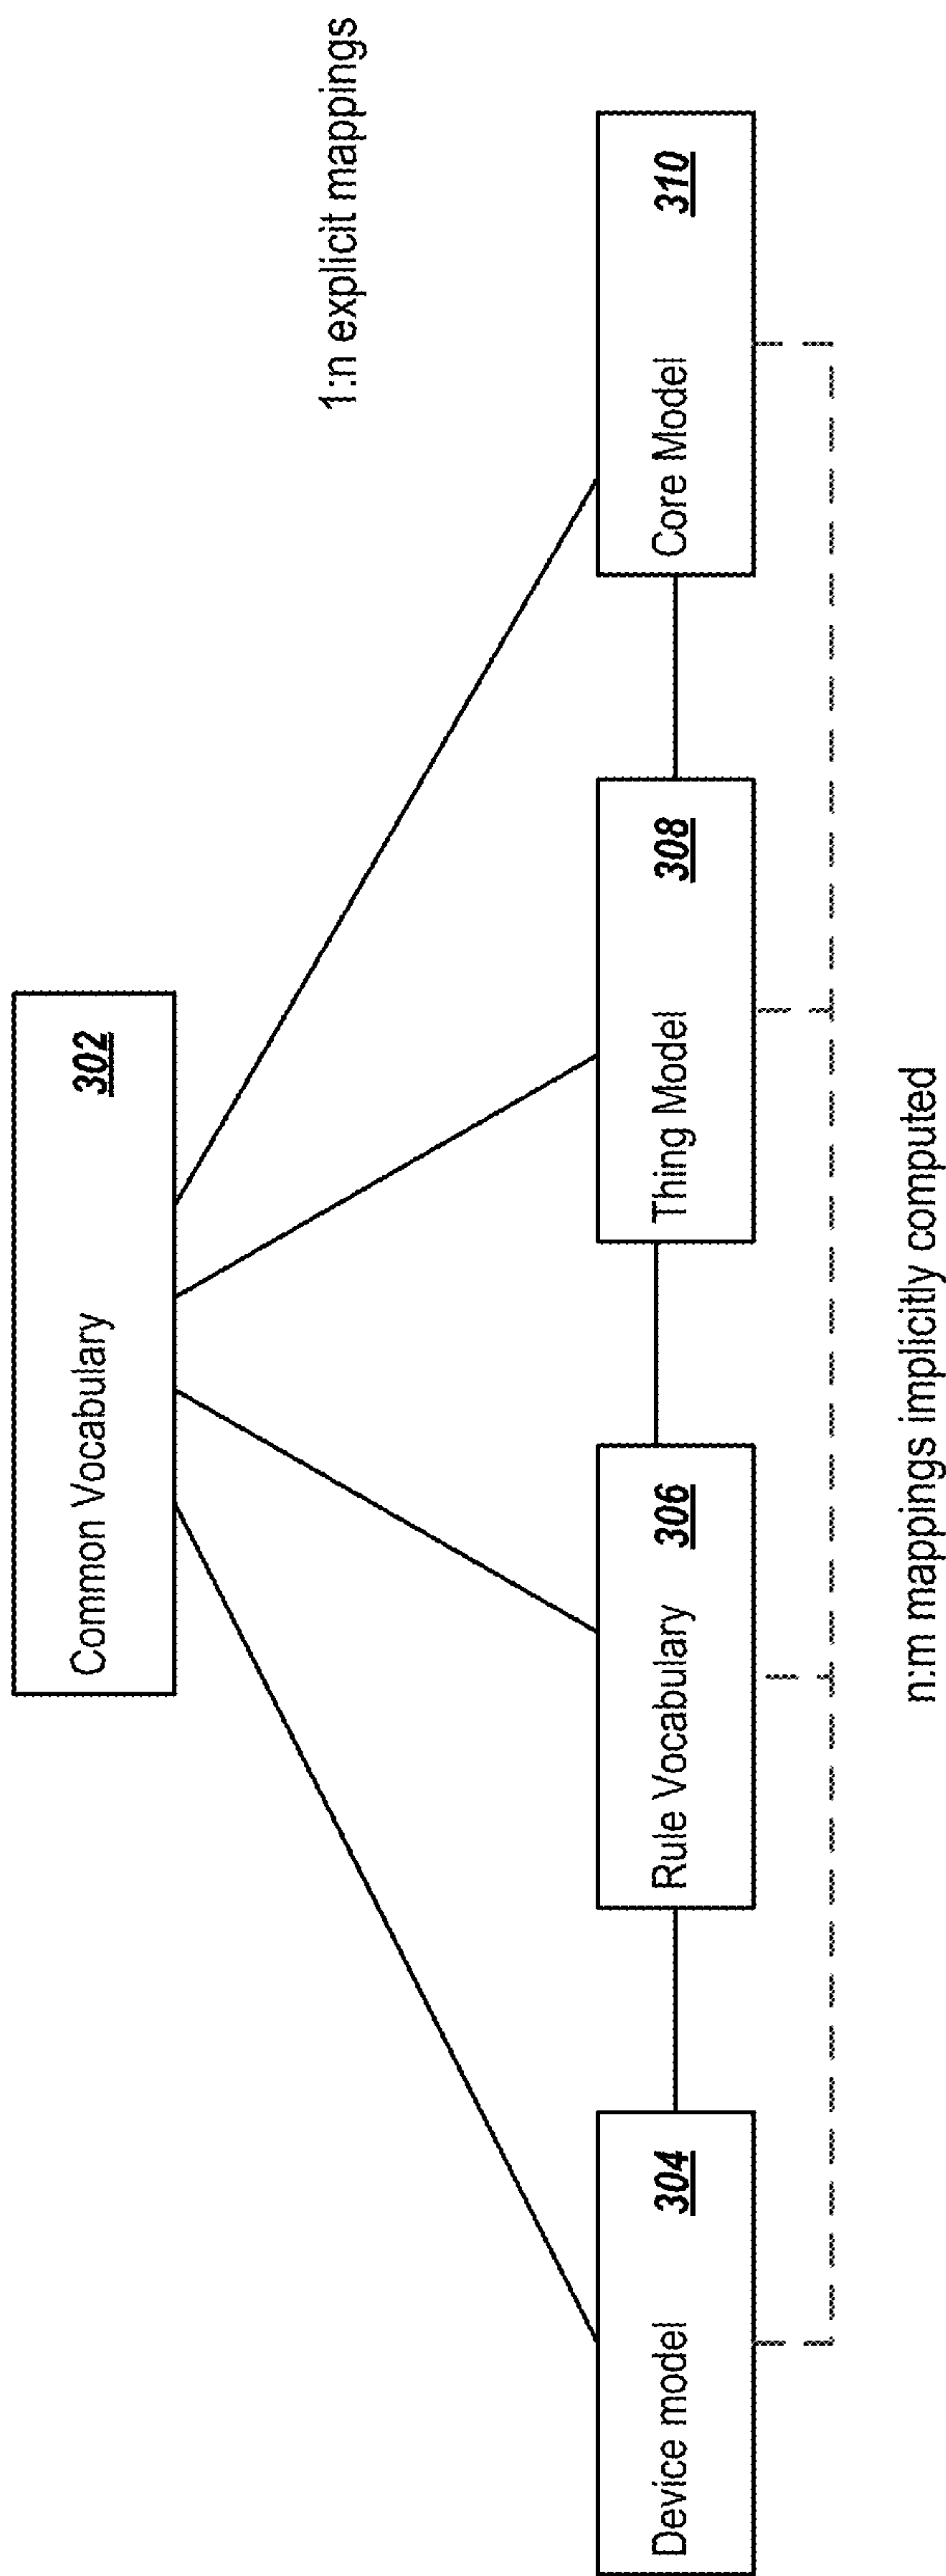 Common Vocabulary 302
1:n explicit mappings
Device model 304
Rule Vocabulary 306
Thing Model 308
Core Model 310
n:m mappings implicitly computed